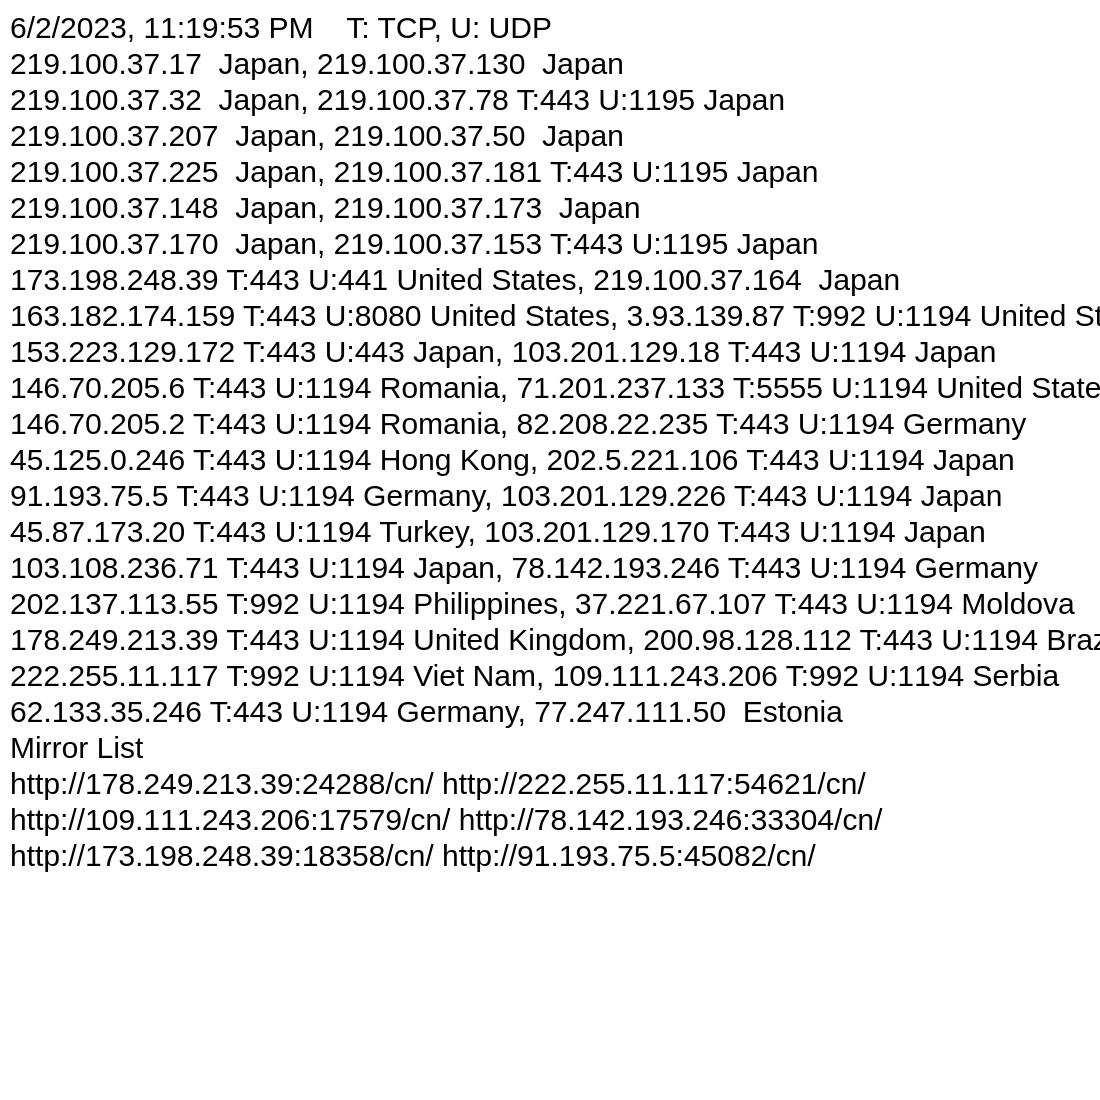 6/2/2023, 11:19:53 PM    T: TCP, U: UDP
219.100.37.17  Japan, 219.100.37.130  Japan
219.100.37.32  Japan, 219.100.37.78 T:443 U:1195 Japan
219.100.37.207  Japan, 219.100.37.50  Japan
219.100.37.225  Japan, 219.100.37.181 T:443 U:1195 Japan
219.100.37.148  Japan, 219.100.37.173  Japan
219.100.37.170  Japan, 219.100.37.153 T:443 U:1195 Japan
173.198.248.39 T:443 U:441 United States, 219.100.37.164  Japan
163.182.174.159 T:443 U:8080 United States, 3.93.139.87 T:992 U:1194 United St
153.223.129.172 T:443 U:443 Japan, 103.201.129.18 T:443 U:1194 Japan
146.70.205.6 T:443 U:1194 Romania, 71.201.237.133 T:5555 U:1194 United State
146.70.205.2 T:443 U:1194 Romania, 82.208.22.235 T:443 U:1194 Germany
45.125.0.246 T:443 U:1194 Hong Kong, 202.5.221.106 T:443 U:1194 Japan
91.193.75.5 T:443 U:1194 Germany, 103.201.129.226 T:443 U:1194 Japan
45.87.173.20 T:443 U:1194 Turkey, 103.201.129.170 T:443 U:1194 Japan
103.108.236.71 T:443 U:1194 Japan, 78.142.193.246 T:443 U:1194 Germany
202.137.113.55 T:992 U:1194 Philippines, 37.221.67.107 T:443 U:1194 Moldova
178.249.213.39 T:443 U:1194 United Kingdom, 200.98.128.112 T:443 U:1194 Braz
222.255.11.117 T:992 U:1194 Viet Nam, 109.111.243.206 T:992 U:1194 Serbia
62.133.35.246 T:443 U:1194 Germany, 77.247.111.50  Estonia
Mirror List
http://178.249.213.39:24288/cn/ http://222.255.11.117:54621/cn/
http://109.111.243.206:17579/cn/ http://78.142.193.246:33304/cn/
http://173.198.248.39:18358/cn/ http://91.193.75.5:45082/cn/